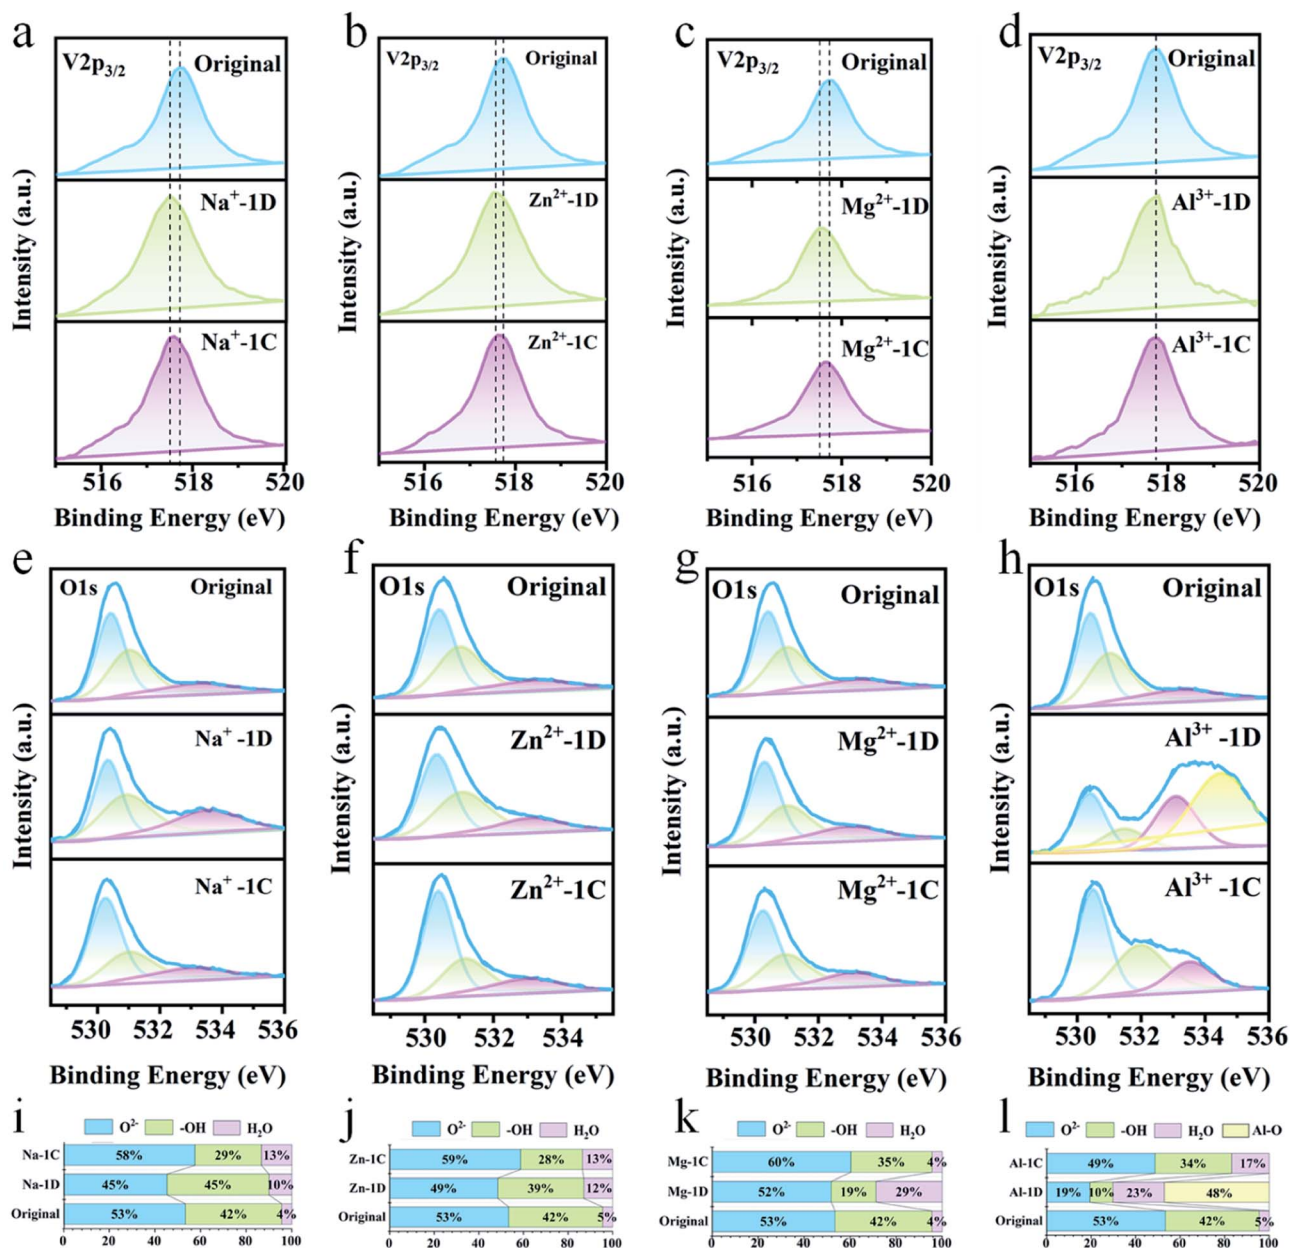 a
V2p3/2
Original
Na+-1D
Na+-1C
Intensity (a.u.)
516 518 520
Binding Energy (eV)
b
V2p3/2
Original
Zn2+-1D
Zn2+-1C
Intensity (a.u.)
516 518 520
Binding Energy (eV)
c
V2p3/2
Original
Mg2+-1D
Mg2+-1C
Intensity (a.u.)
516 518 520
Binding Energy (eV)
d
V2p3/2
Original
Al3+-1D
Al3+-1C
Intensity (a.u.)
516 518 520
Binding Energy (eV)
e
O1s
Original
Na+ -1D
Na+ -1C
Intensity (a.u.)
530 532 534 536
Binding Energy (eV)
f
O1s
Original
Zn2+-1D
Zn2+-1C
Intensity (a.u.)
530 532 534
Binding Energy (eV)
g
O1s
Original
Mg2+-1D
Mg2+-1C
Intensity (a.u.)
530 532 534 536
Binding Energy (eV)
h
O1s
Original
Al3+ -1D
Al3+ -1C
Intensity (a.u.)
530 532 534 536
Binding Energy (eV)
i
O2- -OH H2O
Na-1C 58% 29% 13%
Na-1D 45% 45% 10%
Original 53% 42% 4%
0 20 40 60 80 100
j
O2- -OH H2O
Zn-1C 59% 28% 13%
Zn-1D 49% 39% 12%
Original 53% 42% 5%
0 20 40 60 80 100
k
O2- -OH H2O
Mg-1C 60% 35% 4%
Mg-1D 52% 19% 29%
Original 53% 42% 4%
0 20 40 60 80 100
l
O2- -OH H2O Al-O
Al-1C 49% 34% 17%
Al-1D 19% 10% 23% 48%
Original 53% 42% 5%
0 20 40 60 80 100